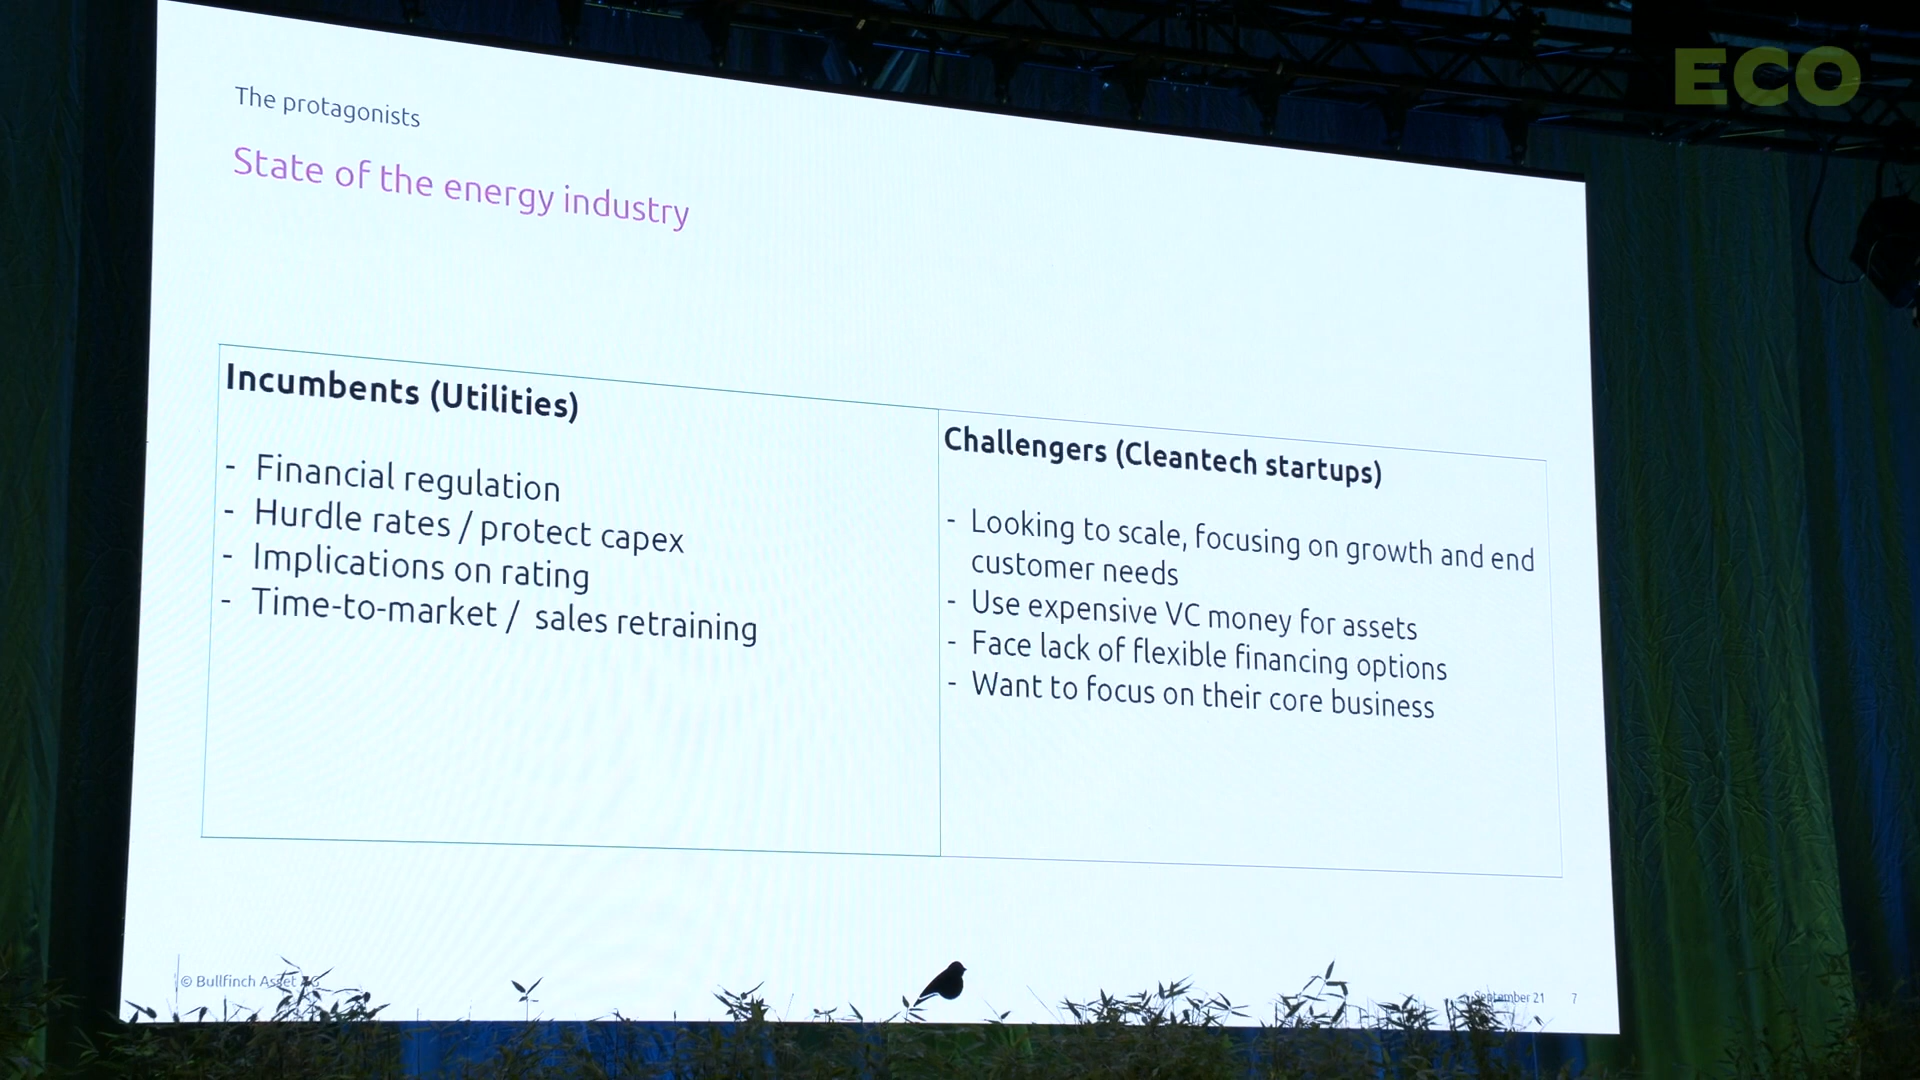 ECO
The protagonists
State of the energy industry
Incumbents (Utilities)
- Financial regulation
- Hurdle rates / protect capex
- Implications on rating
- Time-to-market / sales retraining
Challengers (Cleantech startups)
- Looking to scale, focusing on growth and end
customer needs
- Use expensive VC money for assets
- Face lack of flexible financing options
- Want to focus on their core business
© Bullfinch Asset AG
September 21
7